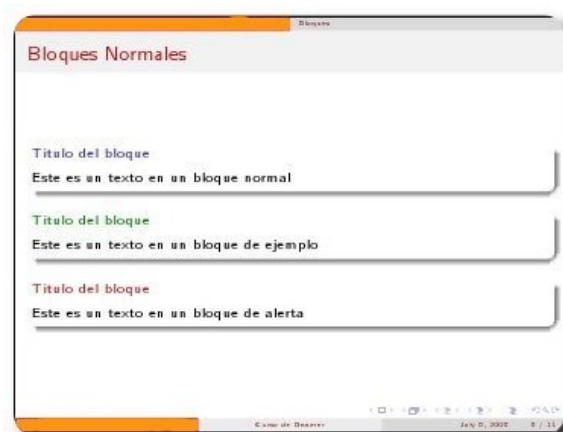 Bloques
Bloques Normales
Titulo del bloque
Este es un texto en un bloque normal
Titulo del bloque
Este es un texto en un bloque de ejemplo
Titulo del bloque
Este es un texto en un bloque de alerta
Curso de Beamer
July
/ 11